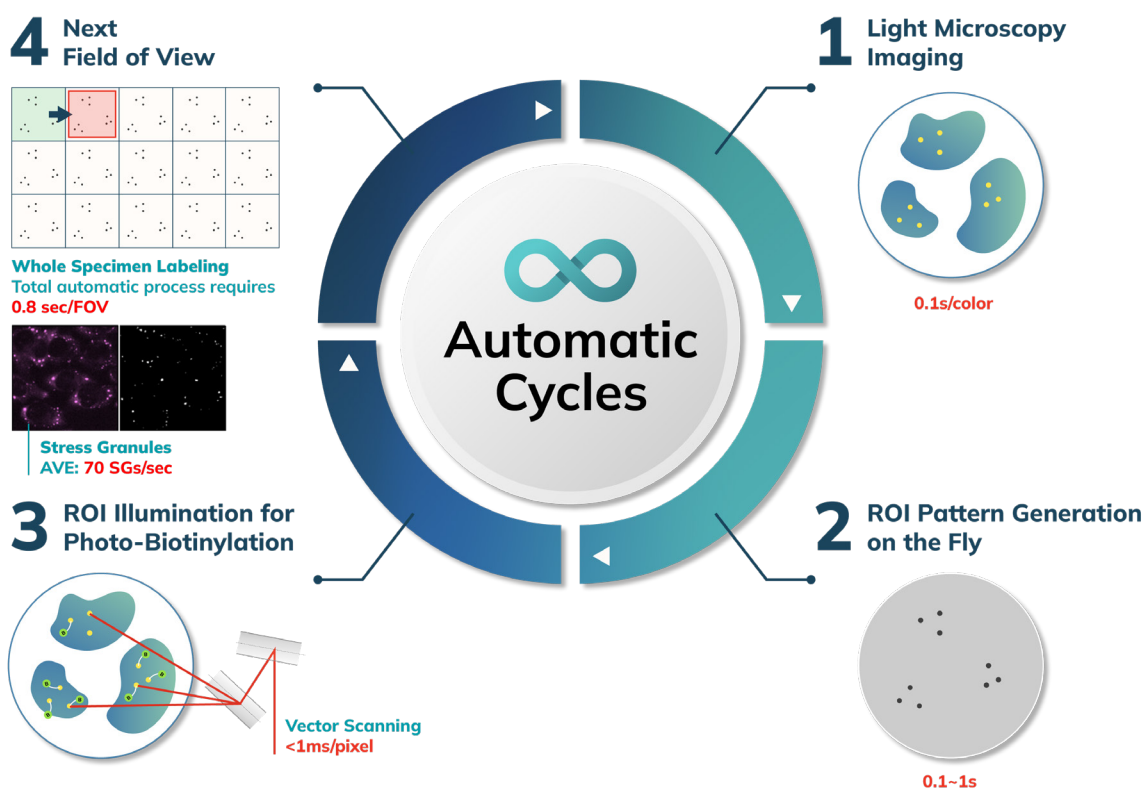 1
Light Microscopy
Imaging
0.1s/color
2
ROI Pattern Generation
on the Fly
0.1~1s
3
ROI Illumination for
Photo-Biotinylation
Vector Scanning
<1ms/pixel
4
Next
Field of View
Whole Specimen Labeling
Total automatic process requires
0.8 sec/FOV
Stress Granules
AVE: 70 SGs/sec
Automatic
Cycles